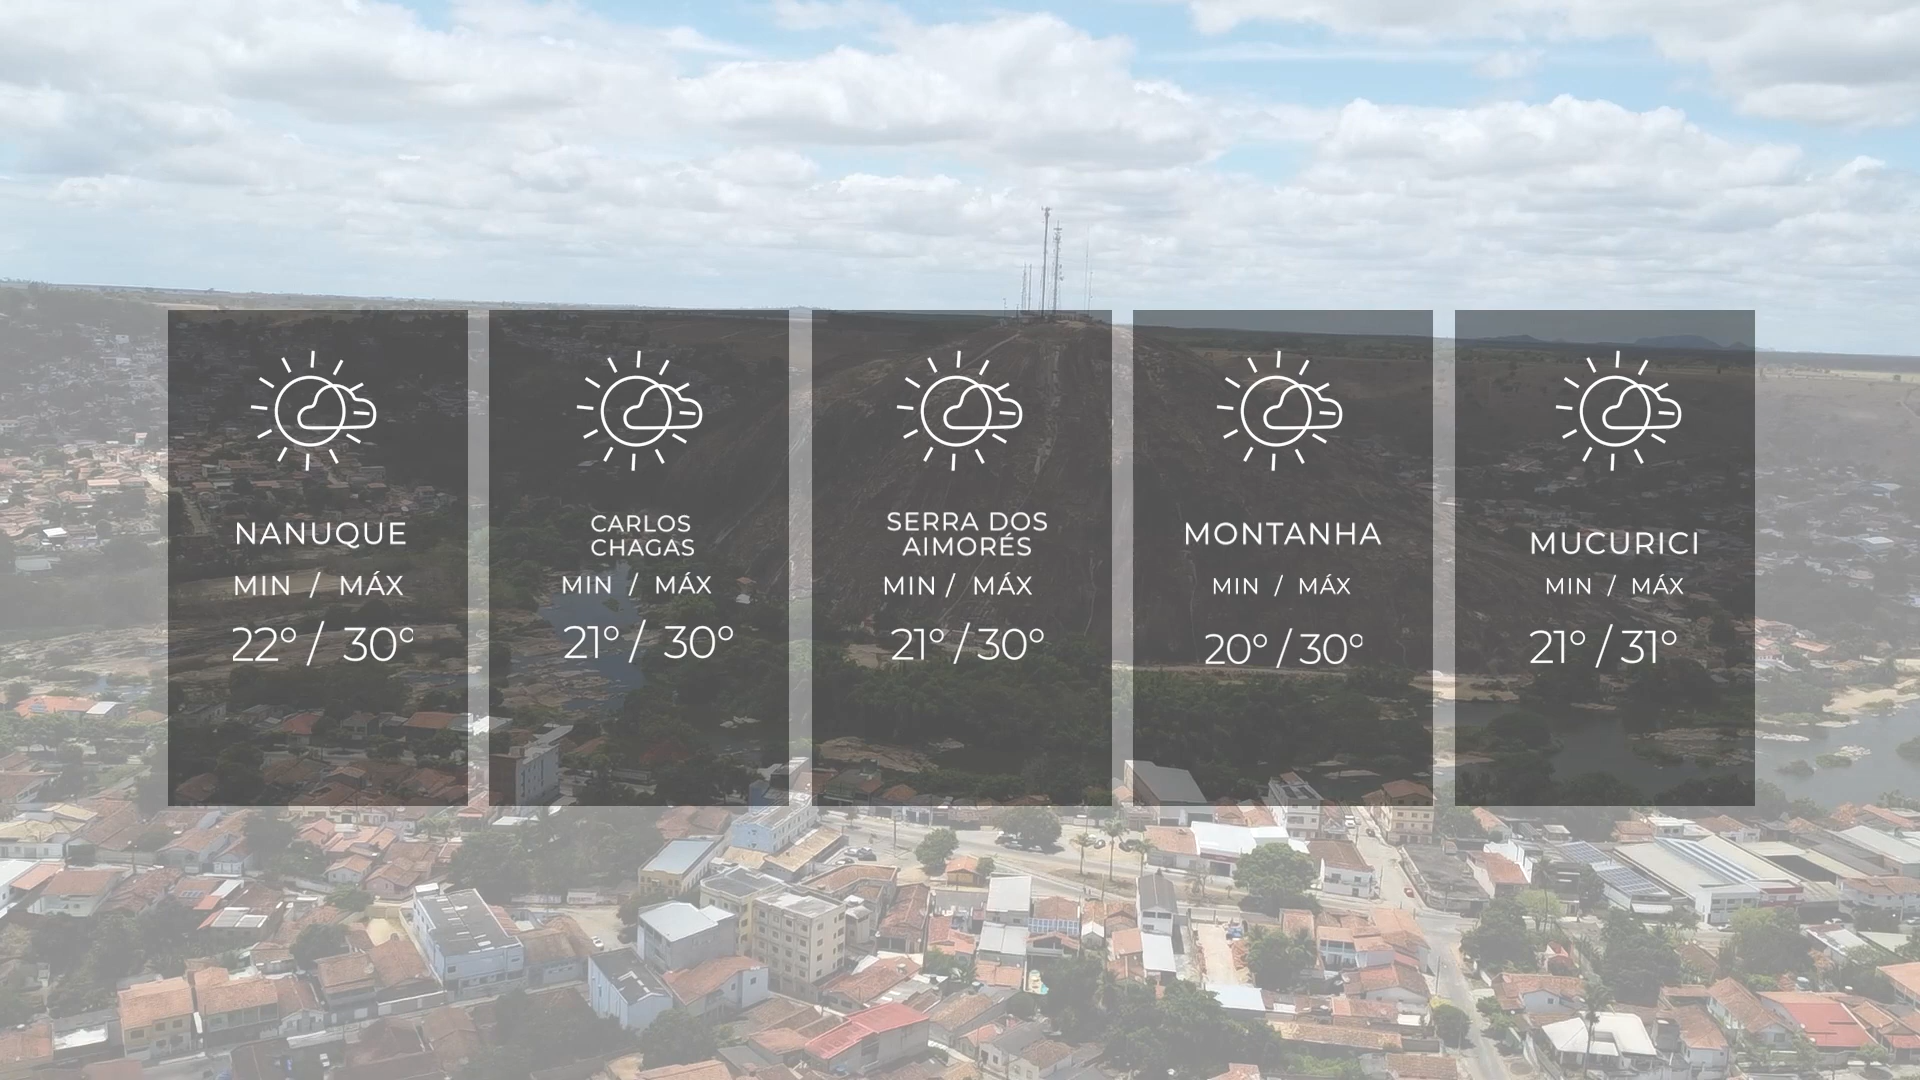 NANUQUE
MIN / MÁX
22° / 30°
CARLOS
CHAGAS
MIN / MÁX
21° / 30°
SERRA DOS
AIMORÉS
MIN / MÁX
21° / 30°
MONTANHA
MIN / MÁX
20° / 30°
MUCURICI
MIN / MÁX
21° / 31°